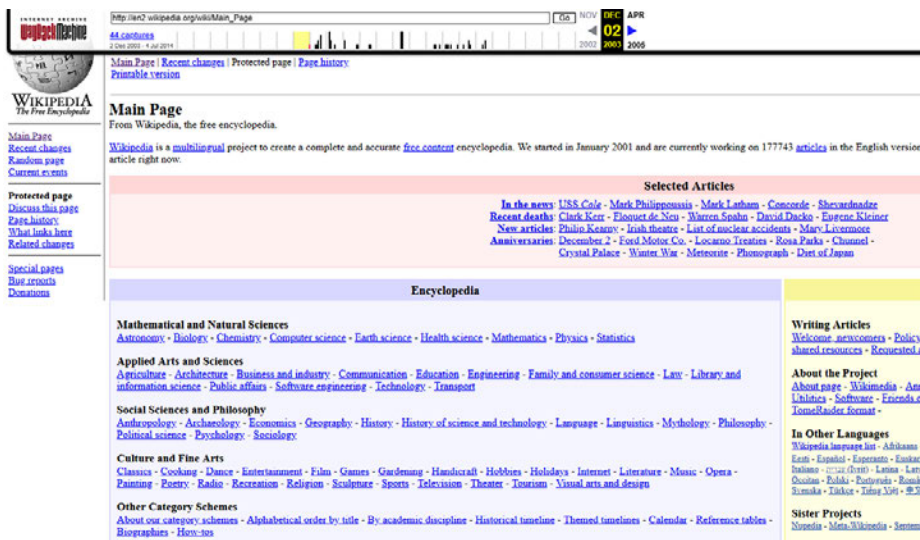 INTERNET ARCHIVE
WayBackMachine
http://en2.wikipedia.org/wiki/Main_Page
Go
NOV DEC APR
44 captures
02
2 Dec 2003 - 4 Jul 2014
2002 2003 2005
Main Page | Recent changes | Protected page | Page history
Printable version
WIKIPEDIA
The Free Encyclopedia
Main Page
Recent changes
Random page
Current events
Protected page
Discuss this page
Page history
What links here
Related changes
Special pages
Bug reports
Donations
Main Page
From Wikipedia, the free encyclopedia.
Wikipedia is a multilingual project to create a complete and accurate free content encyclopedia. We started in January 2001 and are currently working on 177743 articles in the English version
article right now.
Selected Articles
In the news: USS Cole - Mark Philippoussis - Mark Latham - Concorde - Shevardnadze
Recent deaths: Clark Kerr - Floquet de Neu - Warren Spahn - David Dacko - Eugene Kleiner
New articles: Philip Kearny - Irish theatre - List of nuclear accidents - Mary Livermore
Anniversaries: December 2 - Ford Motor Co. - Locarno Treaties - Rosa Parks - Chunnel -
Crystal Palace - Winter War - Meteorite - Phonograph - Diet of Japan
Encyclopedia
Mathematical and Natural Sciences
Astronomy - Biology - Chemistry - Computer science - Earth science - Health science - Mathematics - Physics - Statistics
Applied Arts and Sciences
Agriculture - Architecture - Business and industry - Communication - Education - Engineering - Family and consumer science - Law - Library and
information science - Public affairs - Software engineering - Technology - Transport
Social Sciences and Philosophy
Anthropology - Archaeology - Economics - Geography - History - History of science and technology - Language - Linguistics - Mythology - Philosophy -
Political science - Psychology - Sociology
Culture and Fine Arts
Classics - Cooking - Dance - Entertainment - Film - Games - Gardening - Handicraft - Hobbies - Holidays - Internet - Literature - Music - Opera -
Painting - Poetry - Radio - Recreation - Religion - Sculpture - Sports - Television - Theater - Tourism - Visual arts and design
Other Category Schemes
About our category schemes - Alphabetical order by title - By academic discipline - Historical timeline - Themed timelines - Calendar - Reference tables -
Biographies - How-tos
Writing Articles
Welcome, newcomers - Policy
shared resources - Requested
About the Project
About page - Wikimedia -
Utilities - Software - Friends
TomeRaider format -
In Other Languages
Wikipedia language list - Afrikaans
Eesti - Español - Esperanto -
Italiano - עברית (Ivrit) - Latina -
Occitan - Polski - Português -
Svenska - Türkçe - Tiếng Việt -
Sister Projects
Nupedia - Meta-Wikipedia -